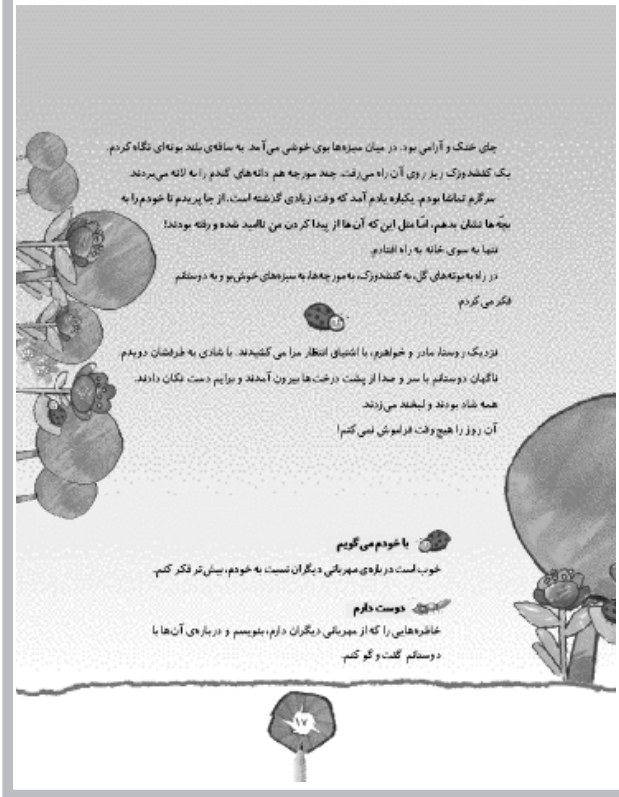 جای خنک و آرامی بود. در میان سبزه‌ها بوی خوشی می‌آمد. به ساقه‌ی بلند بوته‌ای نگاه کردم.
یک کفشدوزک ریز روی آن راه می‌رفت. چند مورچه هم دانه‌های گندم را به لانه می‌بردند.
سرگرم تماشا بودم. یکباره یادم آمد که وقت زیادی گذشته است. از جا پریدم تا خودم را به
بچّه‌ها نشان بدهم، امّا مثل این که آن‌ها از پیدا کردن من ناامید شده و رفته بودند!
تنها به سوی خانه به راه افتادم.
در راه به بوته‌های گل، به کفشدوزک، به مورچه‌ها، به سبزه‌های خوش‌بو و به دوستانم
فکر می‌کردم.
نزدیک روستا، مادر و خواهرم، با اشتیاق انتظار مرا می‌کشیدند. با شادی به طرفشان دویدم.
ناگهان دوستانم با سر و صدا از پشت درخت‌ها بیرون آمدند و برایم دست تکان دادند.
همه شاد بودند و لبخند می‌زدند.
آن روز را هیچ وقت فراموش نمی‌کنم!
با خودم می‌گویم
خوب است درباره‌ی مهربانی دیگران نسبت به خودم، بیش‌تر فکر کنم.
دوست دارم
خاطره‌هایی را که از مهربانی دیگران دارم، بنویسم و درباره‌ی آن‌ها با
دوستانم گفت و گو کنم.
۱۷